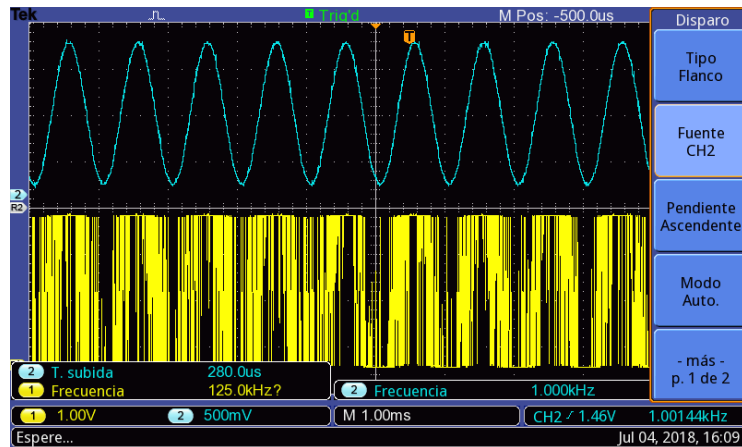 Tek
Trig'd
M Pos: -500.0us
Disparo
T
Tipo
Flanco
Fuente
CH2
2
R2
Pendiente
Ascendente
Modo
Auto.
- más -
p. 1 de 2
2 T. subida 280.0us
1 Frecuencia 125.0kHz?
2 Frecuencia 1.000kHz
1 1.00V
2 500mV
M 1.00ms
CH2 / 1.46V 1.00144kHz
Espere...
Jul 04, 2018, 16:09